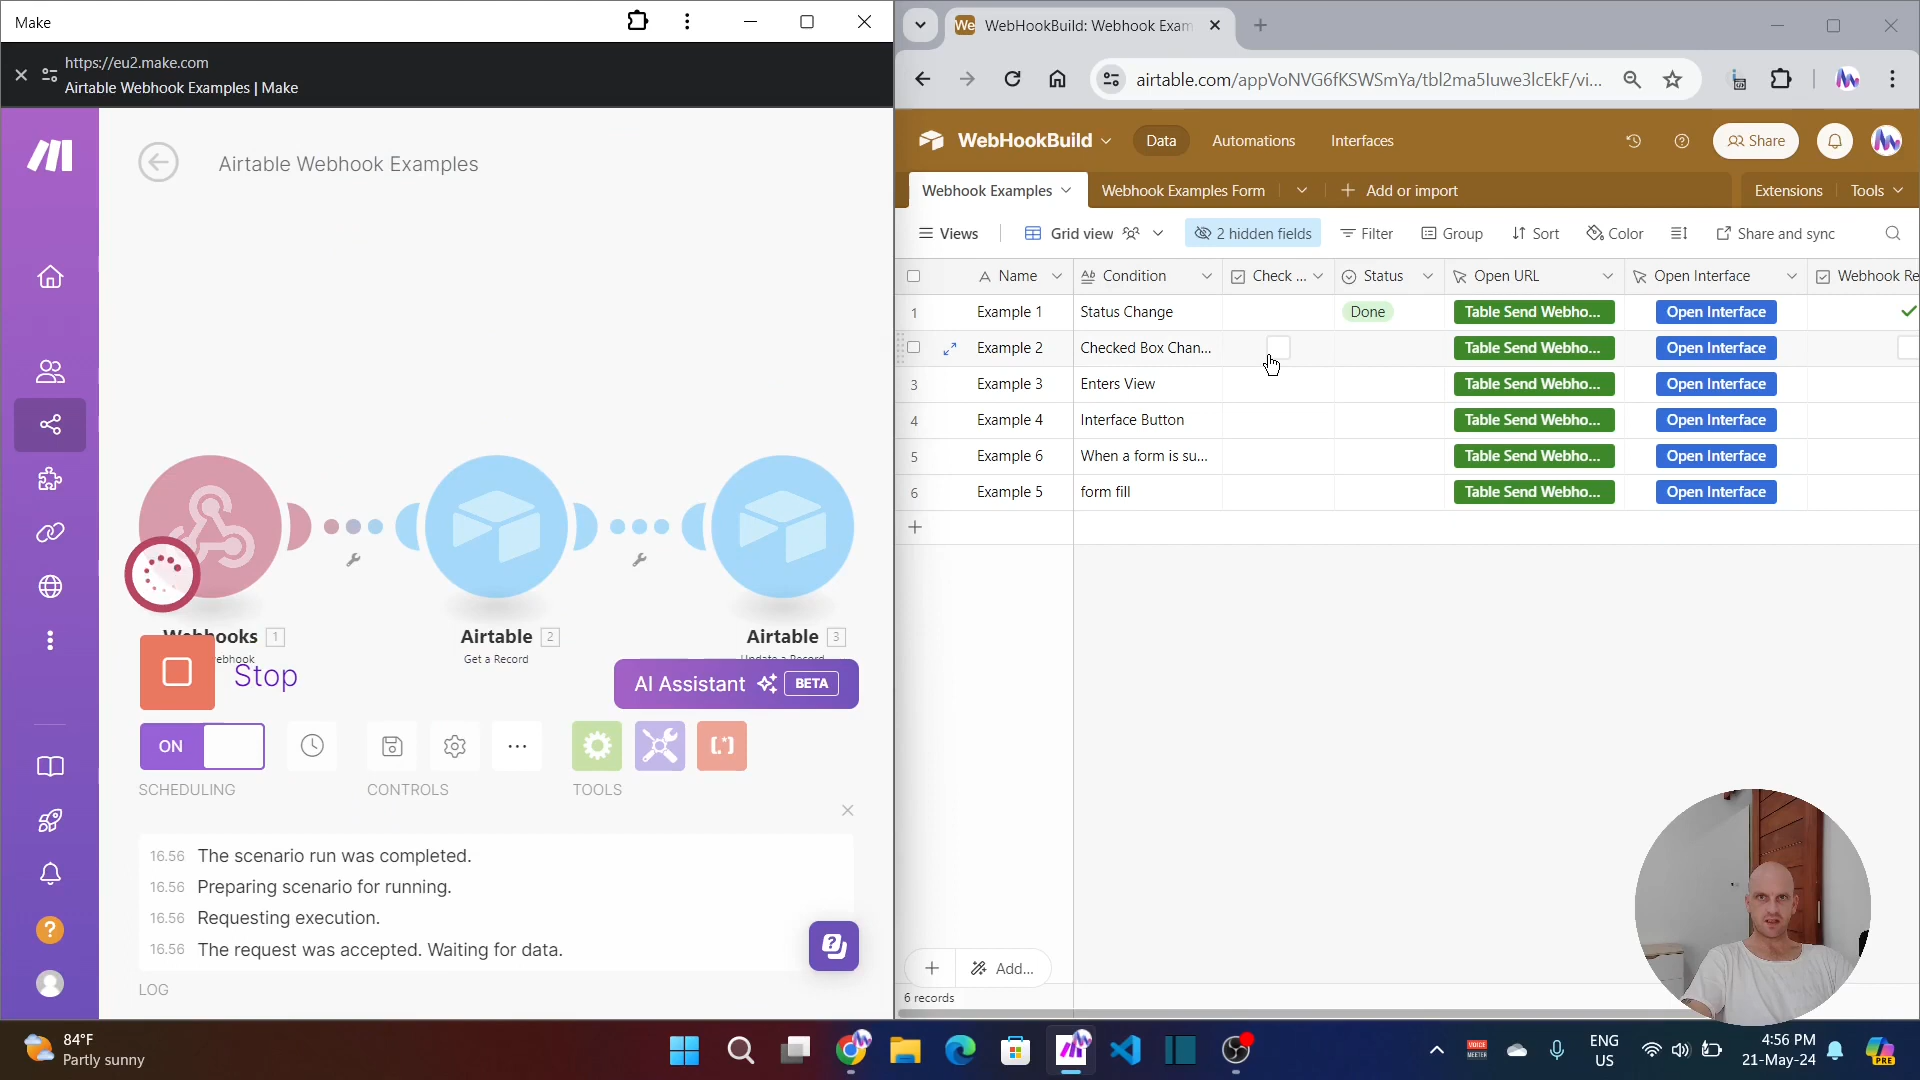 Make
https://eu2.make.com
Airtable Webhook Examples | Make
Airtable Webhook Examples
Webhooks 1
ebhook
Airtable 2
Get a Record
Airtable 3
Update a Record
Stop
AI Assistant BETA
ON
SCHEDULING
CONTROLS
TOOLS
16.56 The scenario run was completed.
16.56 Preparing scenario for running.
16.56 Requesting execution.
16.56 The request was accepted. Waiting for data.
LOG
We WebHookBuild: Webhook Exam
airtable.com/appVoNVG6fKSWSmYa/tbl2ma5Iuwe3lcEkF/vi...
WebHookBuild
Data
Automations
Interfaces
Share
Webhook Examples
Webhook Examples Form
Add or import
Extensions
Tools
Views
Grid view
2 hidden fields
Filter
Group
Sort
Color
Share and sync
Name Condition Check ... Status Open URL Open Interface Webhook Re
1 Example 1 Status Change Done Table Send Webho... Open Interface
Example 2 Checked Box Chan... Table Send Webho... Open Interface
3 Example 3 Enters View Table Send Webho... Open Interface
4 Example 4 Interface Button Table Send Webho... Open Interface
5 Example 6 When a form is su... Table Send Webho... Open Interface
6 Example 5 form fill Table Send Webho... Open Interface
Add...
6 records
84°F
Partly sunny
ENG
US
4:56 PM
21-May-24
PRE